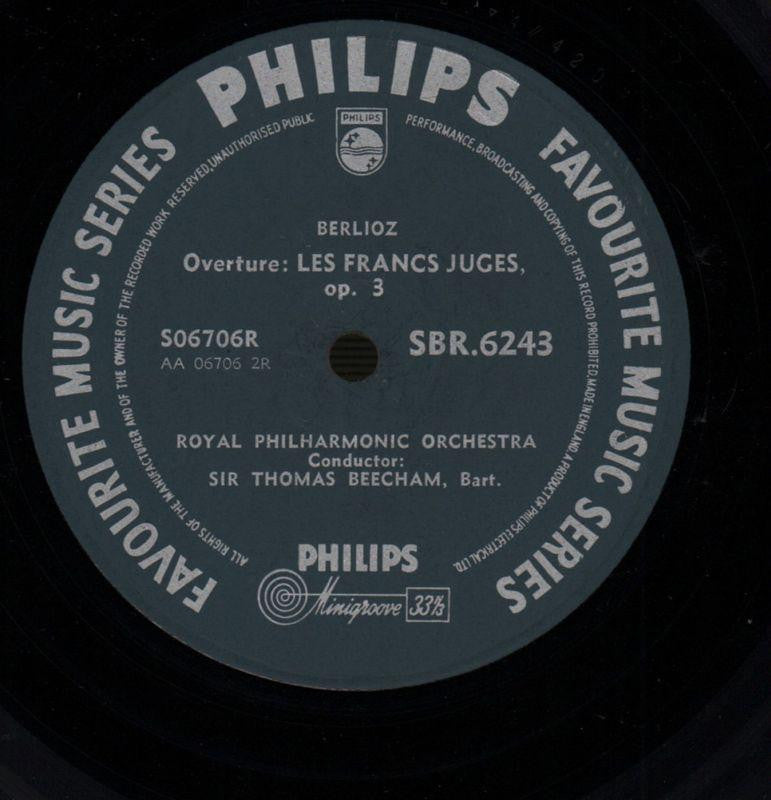 PHILIPS
FAVOURITE MUSIC SERIES
FAVOURITE MUSIC SERIES
ALL RIGHTS OF THE MANUFACTURER AND OF THE OWNER OF THE RECORDED WORK RESERVED, UNAUTHORISED PUBLIC PERFORMANCE, BROADCASTING AND COPYING OF THIS RECORD PROHIBITED, MADE IN ENGLAND, A PRODUCT OF PHILIPS ELECTRICAL LTD.
PHILIPS
BERLIOZ
Overture: LES FRANCS JUGES,
op. 3
S06706R
SBR.6243
AA 06706 2R
ROYAL PHILHARMONIC ORCHESTRA
Conductor:
SIR THOMAS BEECHAM, Bart.
PHILIPS
Minigroove 33⅓